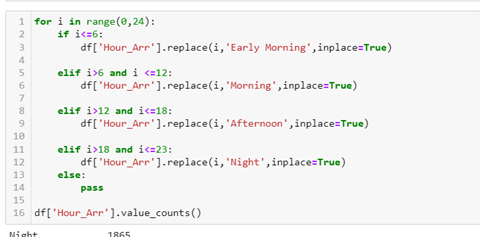 1 for i in range(0,24):
2     if i<=6:
3         df['Hour_Arr'].replace(i,'Early Morning',inplace=True)
4
5     elif i>6 and i <=12:
6         df['Hour_Arr'].replace(i,'Morning',inplace=True)
7
8     elif i>12 and i<=18:
9         df['Hour_Arr'].replace(i,'Afternoon',inplace=True)
10
11     elif i>18 and i<=23:
12         df['Hour_Arr'].replace(i,'Night',inplace=True)
13     else:
14         pass
15
16 df['Hour_Arr'].value_counts()
Night 1865